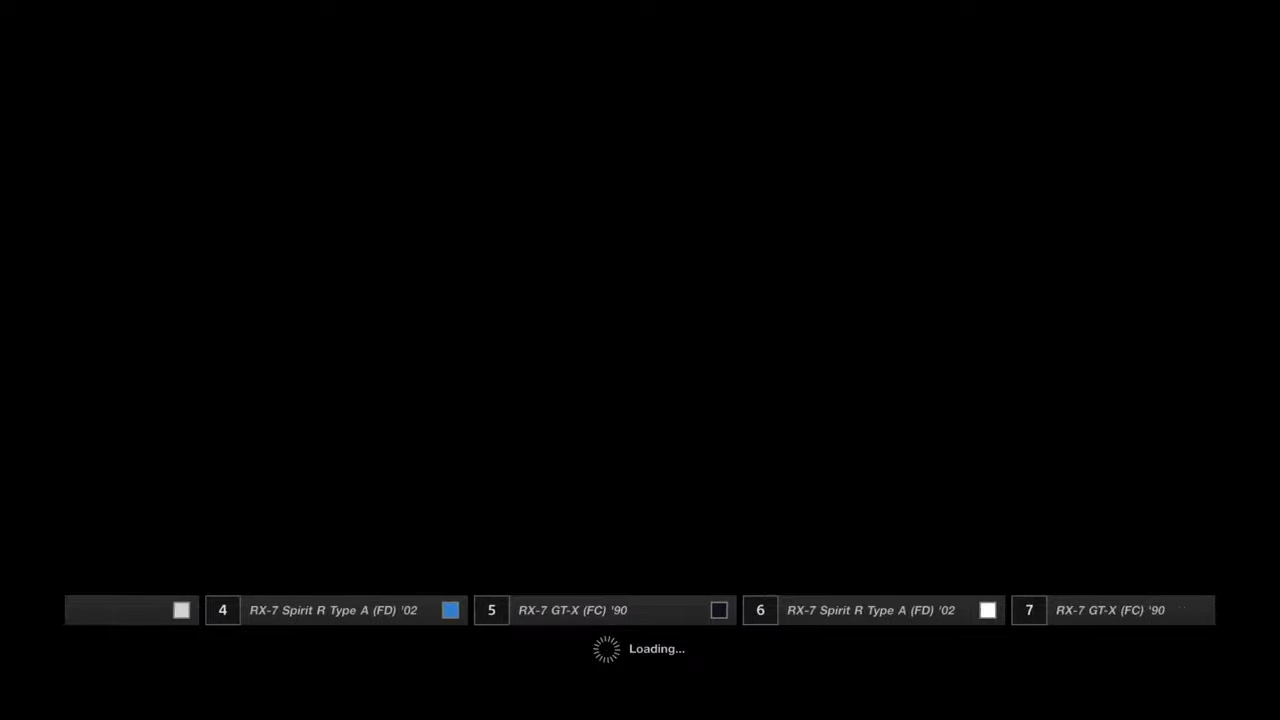 4 RX-7 Spirit R Type A (FD) '02 5 RX-7 GT-X (FC) '90 6 RX-7 Spirit R Type A (FD) '02 7 RX-7 GT-X (FC) '90
Loading...